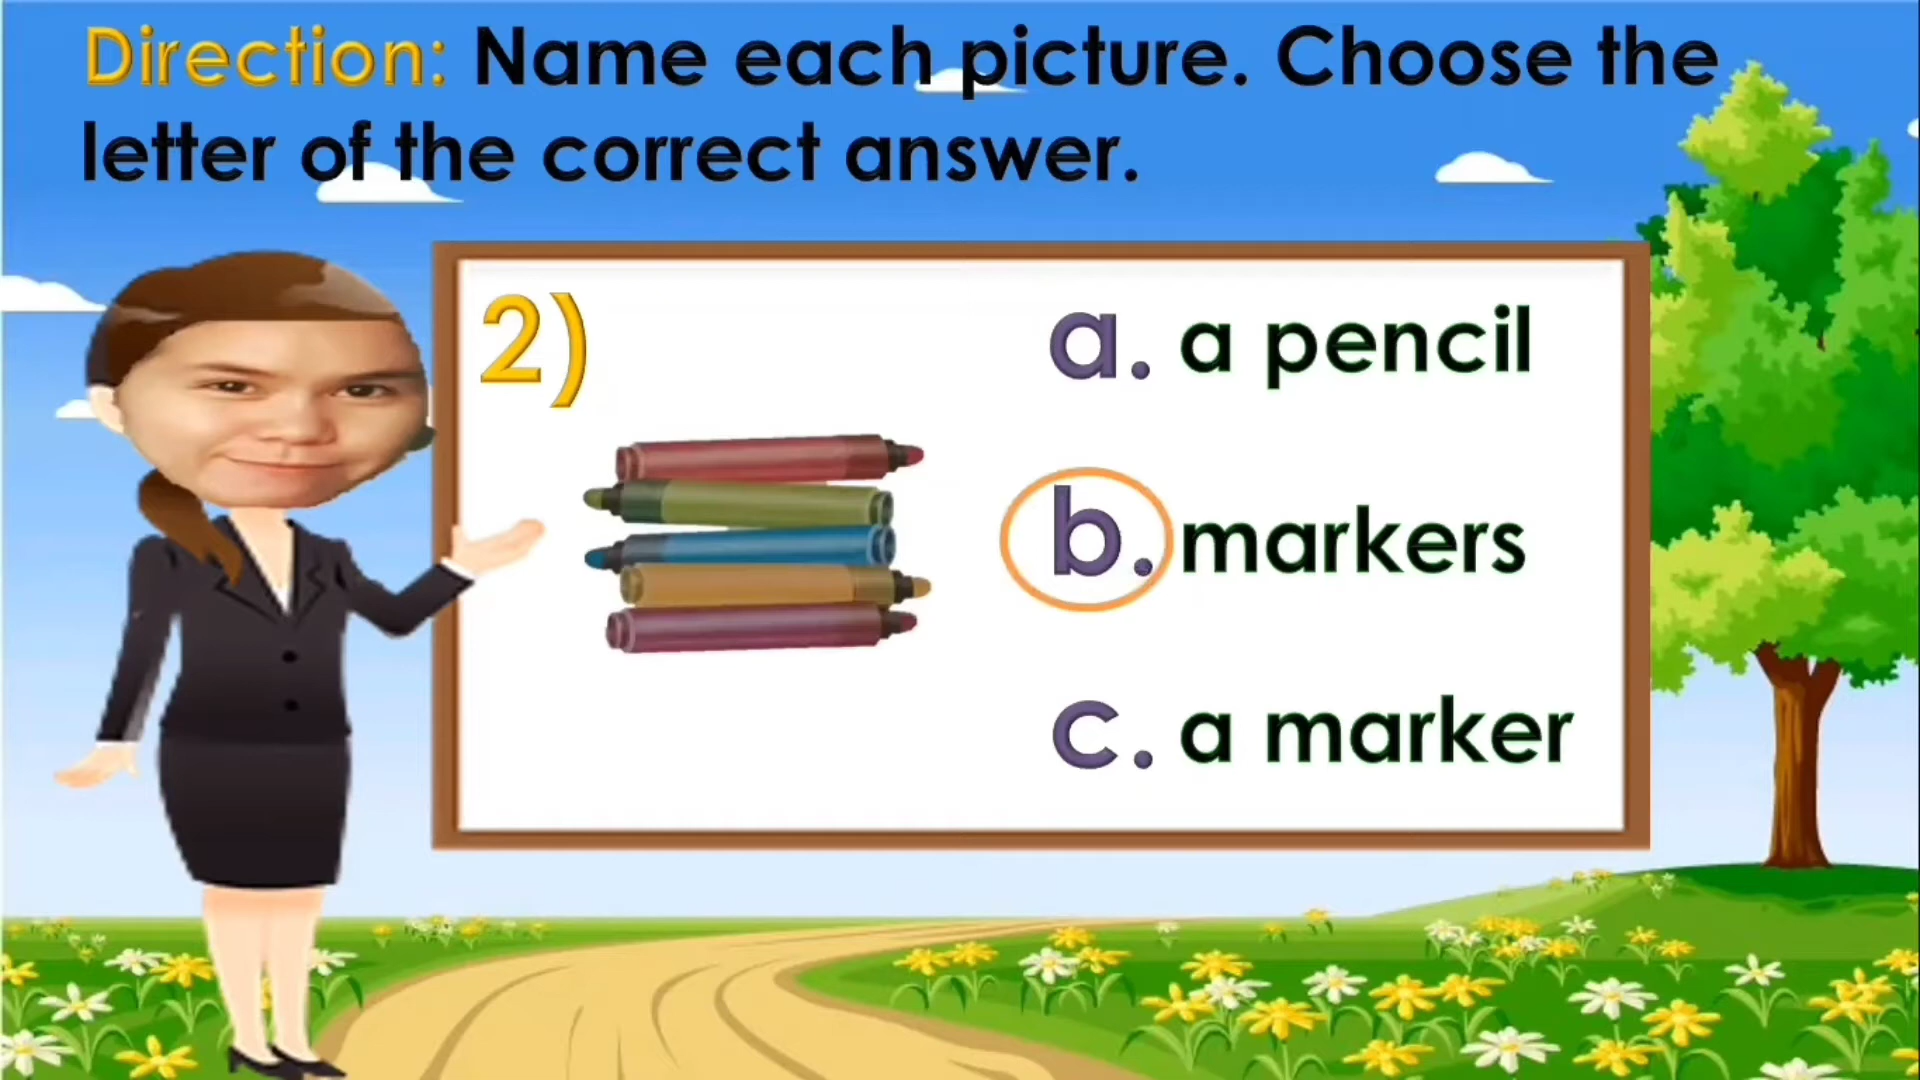 Direction: Name each picture. Choose the
letter of the correct answer.
2)
a. a pencil
b. markers
c. a marker